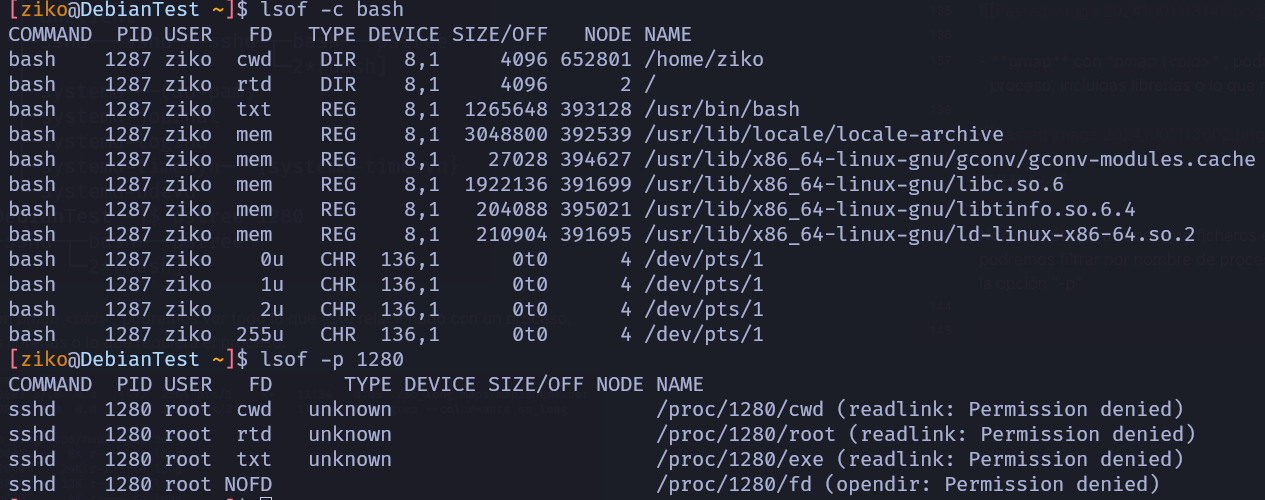 [ziko@DebianTest ~]$ lsof -c bash
COMMAND  PID USER   FD   TYPE DEVICE SIZE/OFF   NODE NAME
bash    1287 ziko  cwd    DIR    8,1     4096 652801 /home/ziko
bash    1287 ziko  rtd    DIR    8,1     4096      2 /
bash    1287 ziko  txt    REG    8,1  1265648 393128 /usr/bin/bash
bash    1287 ziko  mem    REG    8,1  3048800 392539 /usr/lib/locale/locale-archive
bash    1287 ziko  mem    REG    8,1    27028 394627 /usr/lib/x86_64-linux-gnu/gconv/gconv-modules.cache
bash    1287 ziko  mem    REG    8,1  1922136 391699 /usr/lib/x86_64-linux-gnu/libc.so.6
bash    1287 ziko  mem    REG    8,1   204088 395021 /usr/lib/x86_64-linux-gnu/libtinfo.so.6.4
bash    1287 ziko  mem    REG    8,1   210904 391695 /usr/lib/x86_64-linux-gnu/ld-linux-x86-64.so.2
bash    1287 ziko    0u   CHR  136,1      0t0      4 /dev/pts/1
bash    1287 ziko    1u   CHR  136,1      0t0      4 /dev/pts/1
bash    1287 ziko    2u   CHR  136,1      0t0      4 /dev/pts/1
bash    1287 ziko  255u   CHR  136,1      0t0      4 /dev/pts/1
[ziko@DebianTest ~]$ lsof -p 1280
COMMAND  PID USER   FD      TYPE DEVICE SIZE/OFF NODE NAME
sshd    1280 root  cwd   unknown                      /proc/1280/cwd (readlink: Permission denied)
sshd    1280 root  rtd   unknown                      /proc/1280/root (readlink: Permission denied)
sshd    1280 root  txt   unknown                      /proc/1280/exe (readlink: Permission denied)
sshd    1280 root NOFD                                /proc/1280/fd (opendir: Permission denied)